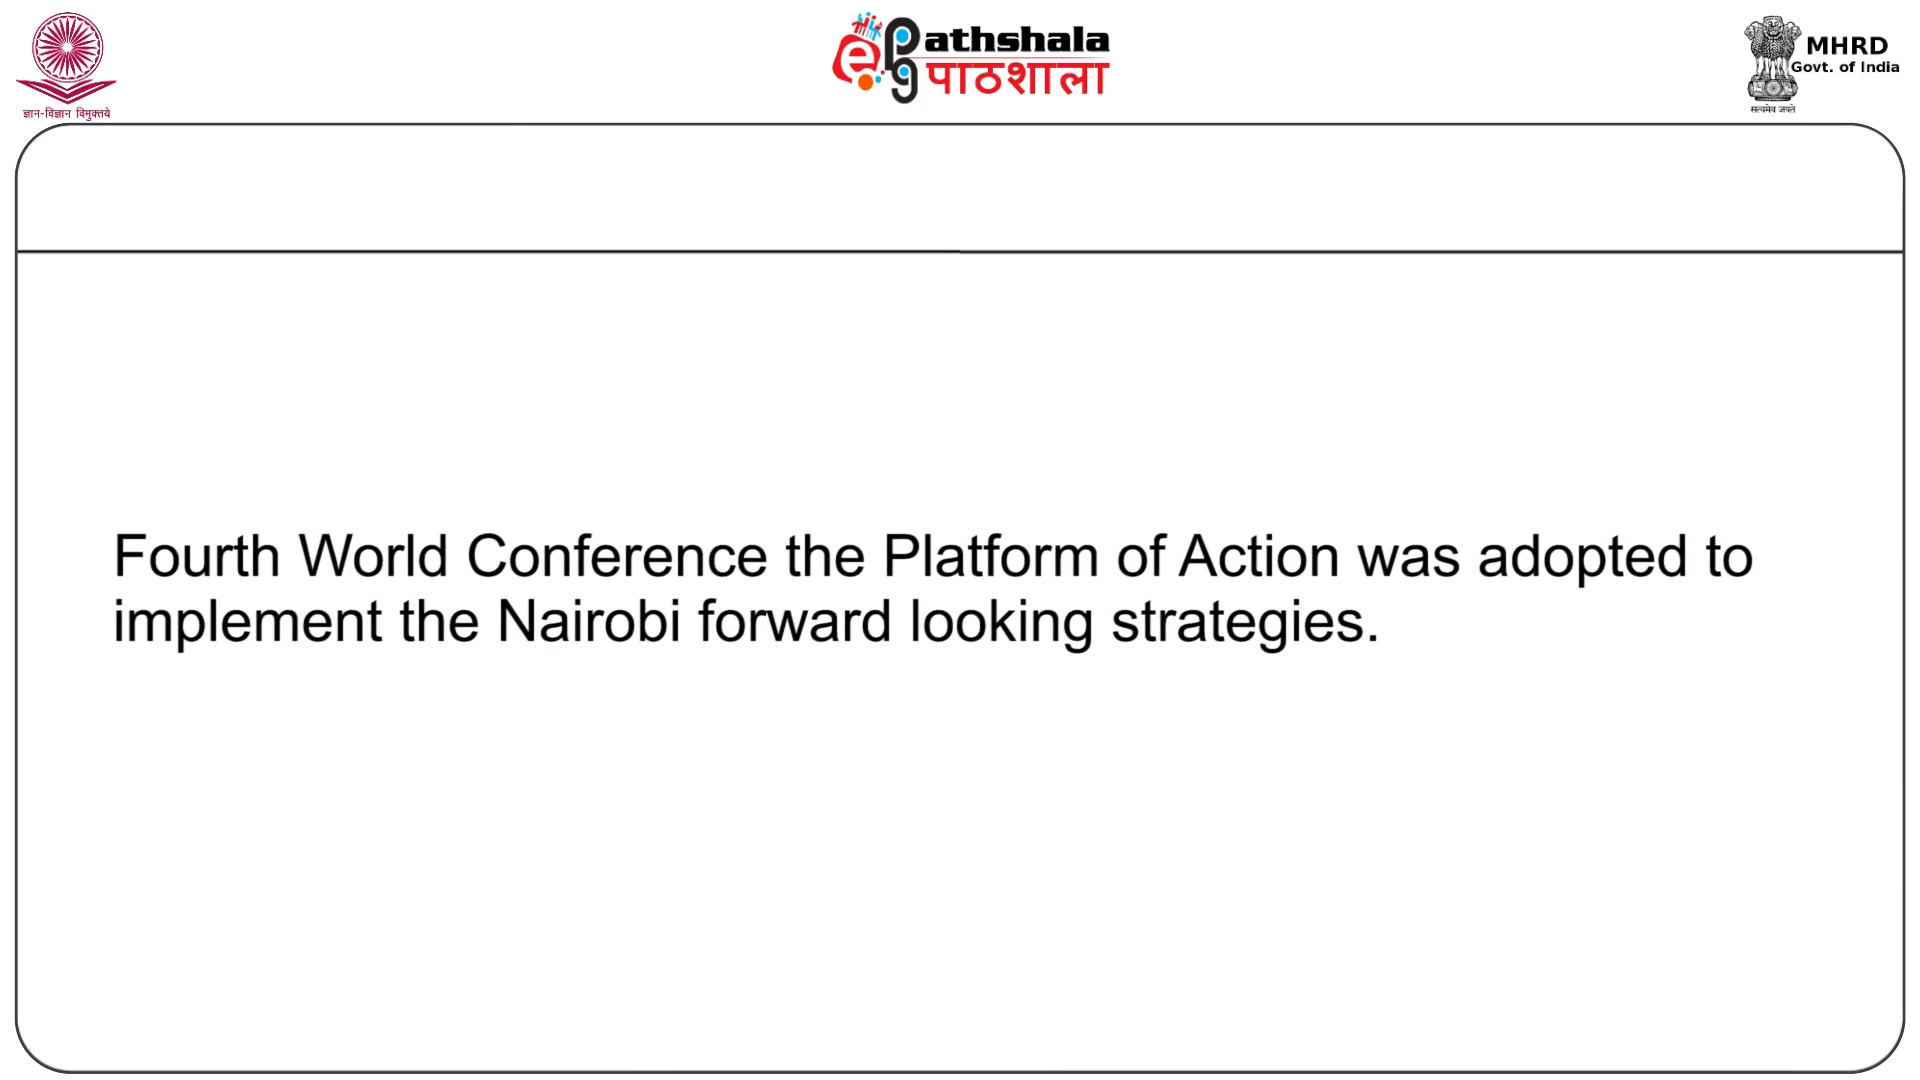 ज्ञान-विज्ञान विमुक्तये
ePathshala
पाठशाला
MHRD
Govt. of India
सत्यमेव जयते
Fourth World Conference the Platform of Action was adopted to
implement the Nairobi forward looking strategies.